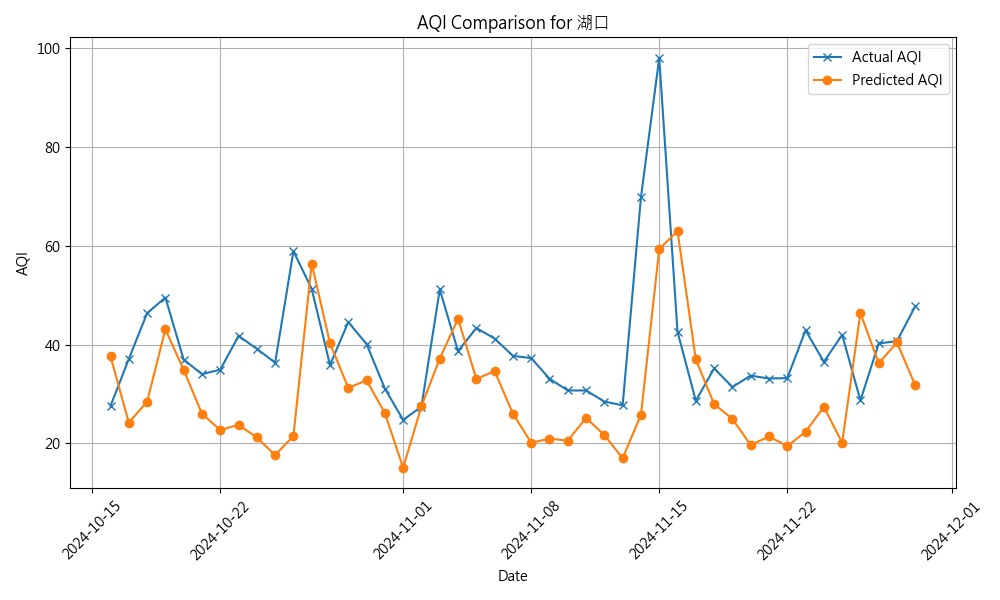 AQI Comparison for 湖口
Actual AQI
Predicted AQI
AQI
100
80
60
40
20
2024-10-15
2024-10-22
2024-11-01
2024-11-08
2024-11-15
2024-11-22
2024-12-01
Date